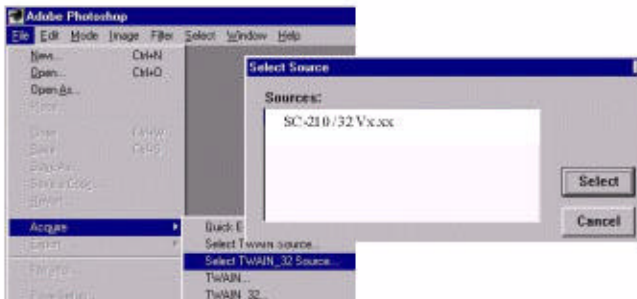 Adobe Photoshop
File Edit Mode Image Filter Select Window Help
New... Ctrl+N
Open... Ctrl+O
Open As...
Acquire
Export
Quick E
Select Twain source...
Select TWAIN_32 Source...
TWAIN...
TWAIN_32...
Select Source
Sources:
SC-210/32 Vx.xx
Select
Cancel